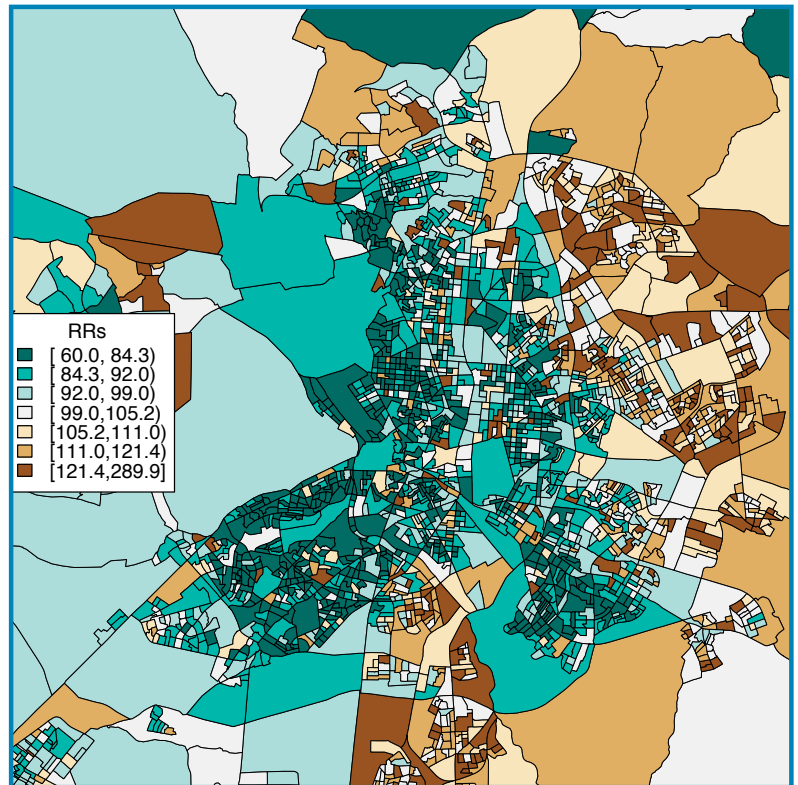 RRs
[ 60.0, 84.3)
[ 84.3, 92.0)
[ 92.0, 99.0)
[ 99.0,105.2)
[105.2,111.0)
[111.0,121.4)
[121.4,289.9]